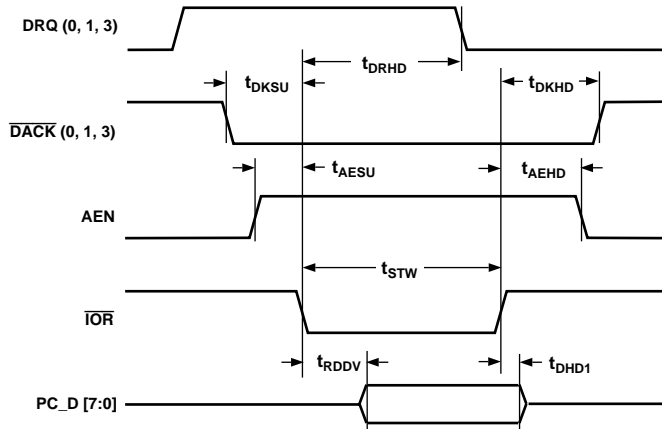 DRQ (0, 1, 3)
tDRHD
tDKSU
tDKHD
DACK (0, 1, 3)
tAESU
tAEHD
AEN
tSTW
IOR
tRDDV
tDHD1
PC_D [7:0]